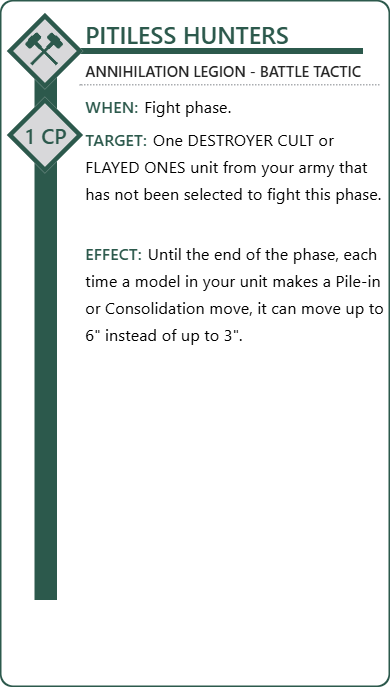 PITILESS HUNTERS
ANNIHILATION LEGION - BATTLE TACTIC
WHEN: Fight phase.
1 CP
TARGET: One DESTROYER CULT or
FLAYED ONES unit from your army that
has not been selected to fight this phase.
EFFECT: Until the end of the phase, each
time a model in your unit makes a Pile-in
or Consolidation move, it can move up to
6" instead of up to 3".